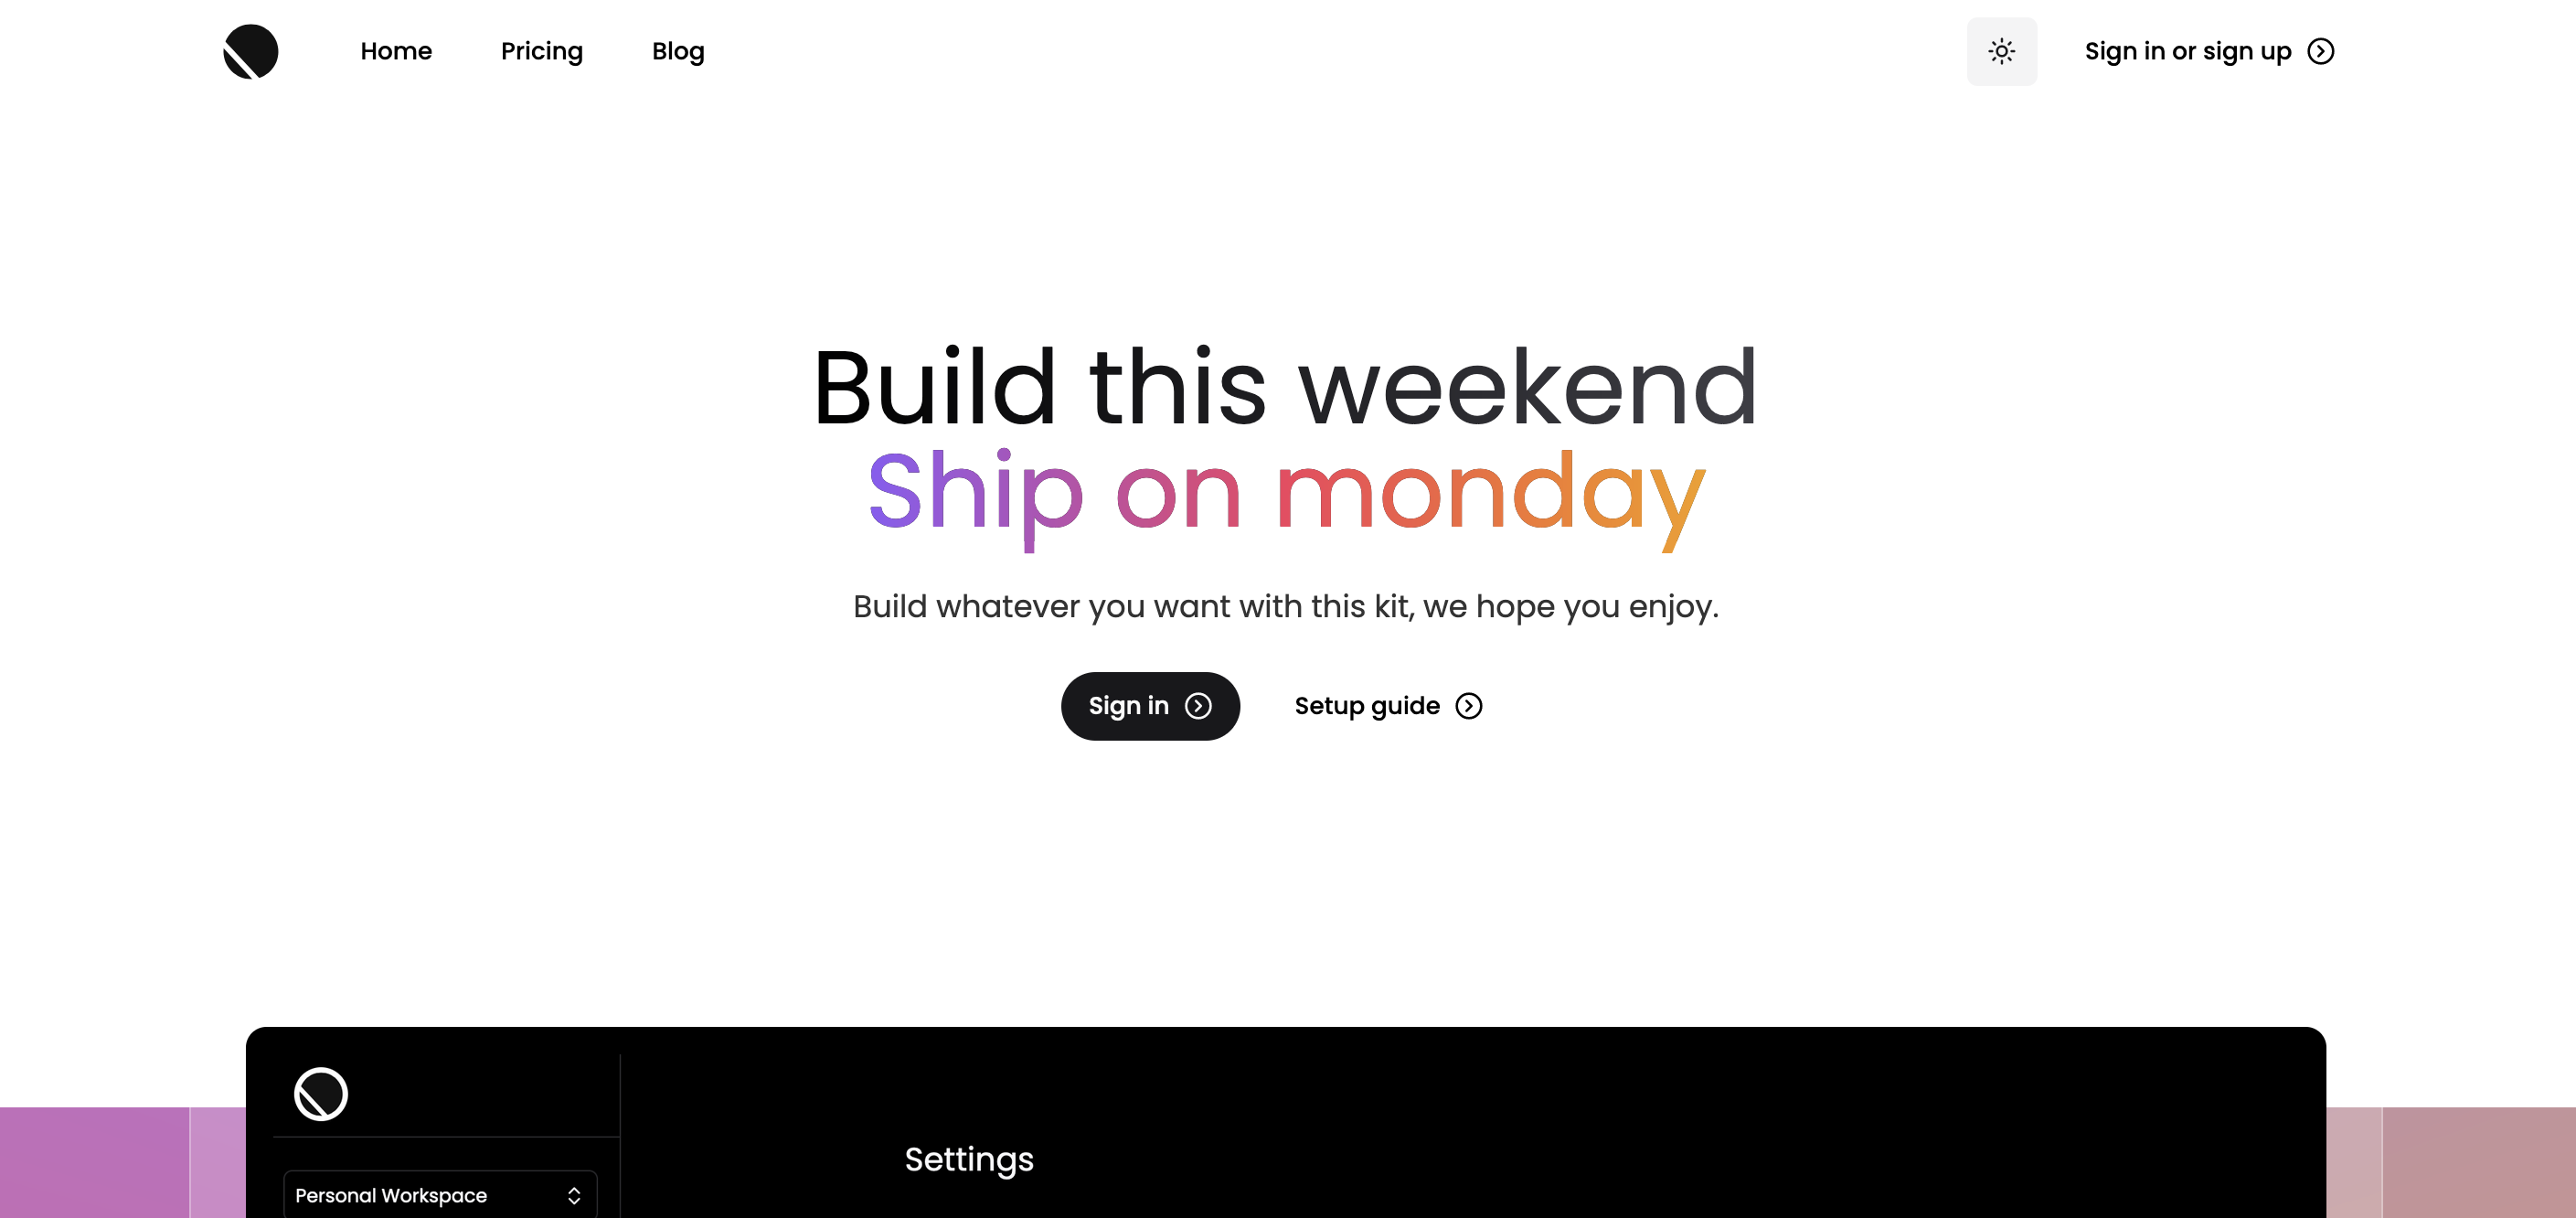 Home Pricing Blog Sign in or sign up
Build this weekend
Ship on monday
Build whatever you want with this kit, we hope you enjoy.
Sign in Setup guide
Settings
Personal Workspace